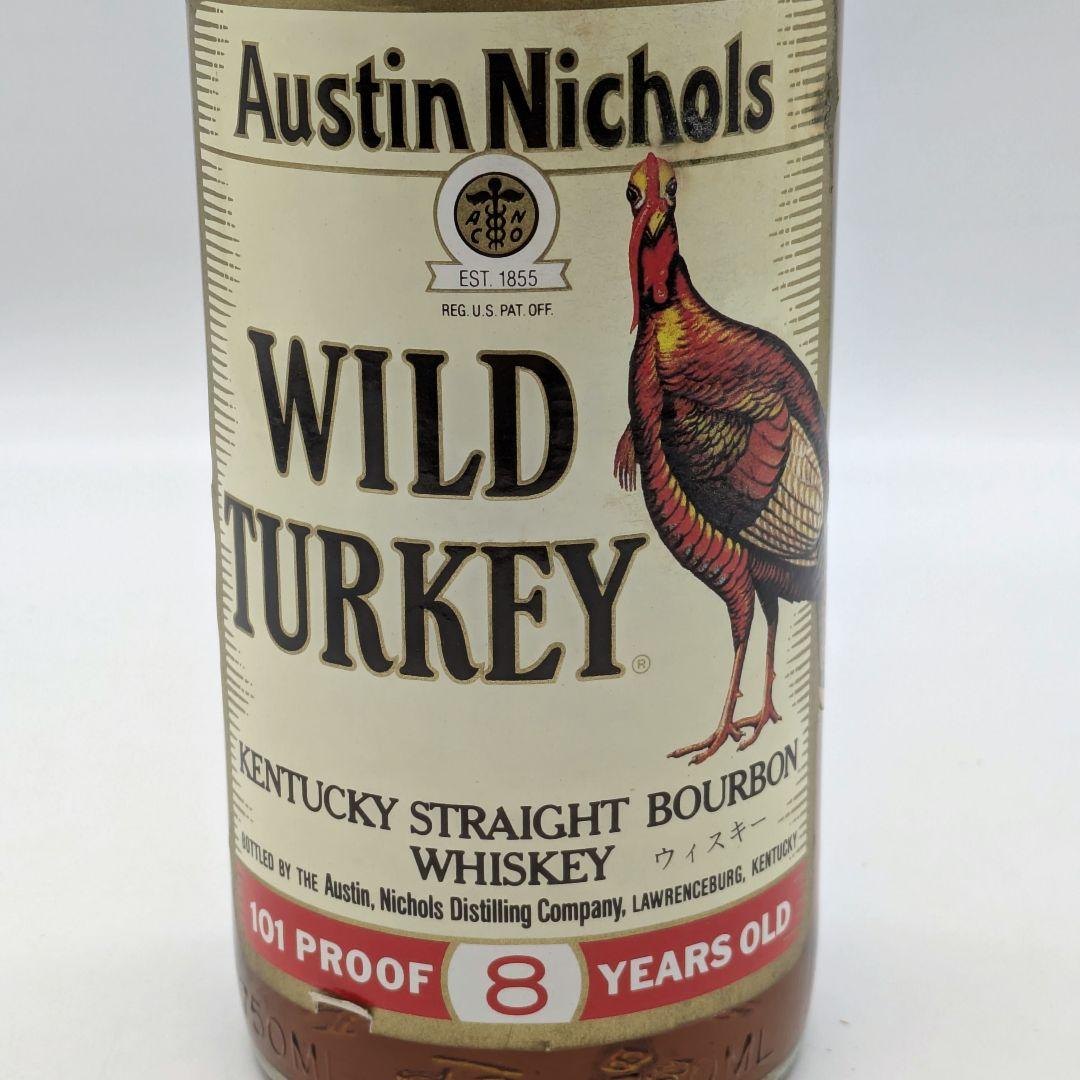 Austin Nichols
A N
C O
EST. 1855
REG. U.S. PAT. OFF.
WILD
TURKEY®
KENTUCKY STRAIGHT BOURBON
WHISKEY ウィスキー
BOTTLED BY THE Austin, Nichols Distilling Company, LAWRENCEBURG, KENTUCKY
101 PROOF 8 YEARS OLD
750ML